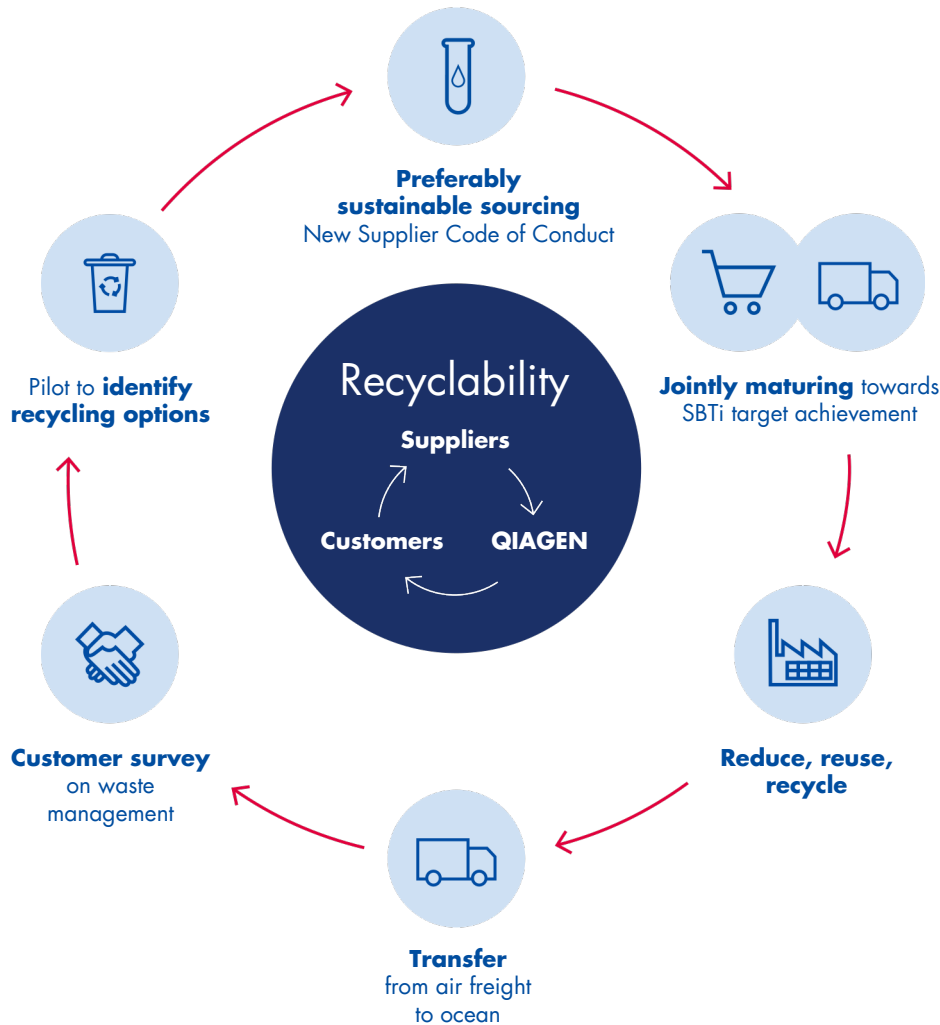 Preferably
sustainable sourcing
New Supplier Code of Conduct
Jointly maturing towards
SBTi target achievement
Reduce, reuse,
recycle
Transfer
from air freight
to ocean
Customer survey
on waste
management
Pilot to identify
recycling options
Recyclability
Suppliers
QIAGEN
Customers